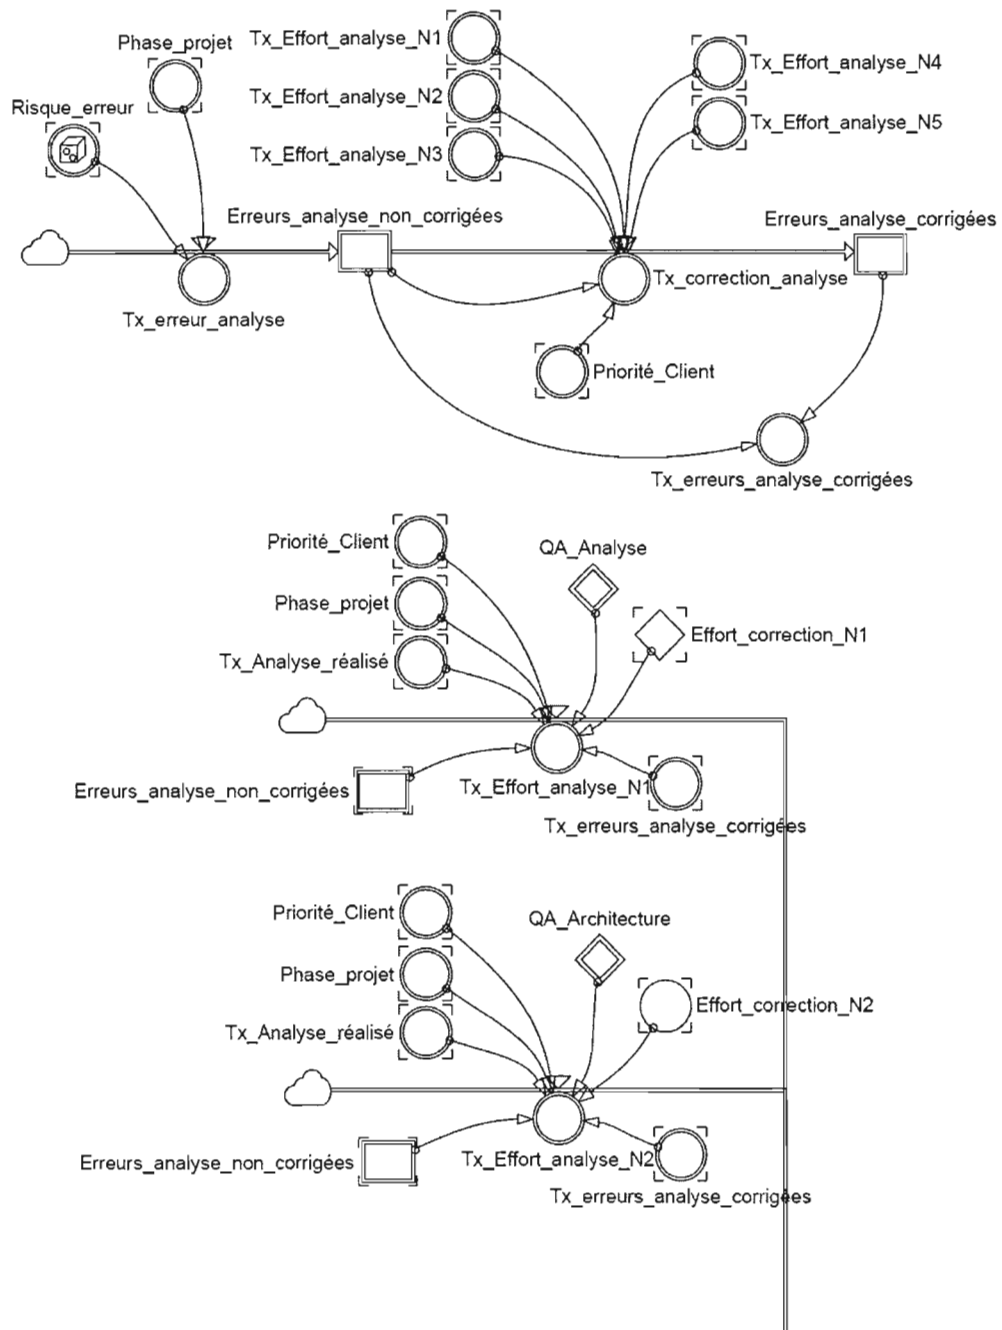 Phase_projet
Tx_Effort_analyse_N1
Tx_Effort_analyse_N4
Risque_erreur
Tx_Effort_analyse_N2
Tx_Effort_analyse_N5
Tx_Effort_analyse_N3
Erreurs_analyse_non_corrigées
Erreurs_analyse_corrigées
Tx_correction_analyse
Tx_erreur_analyse
Priorité_Client
Tx_erreurs_analyse_corrigées
Priorité_Client
QA_Analyse
Phase_projet
Effort_correction_N1
Tx_Analyse_réalisé
Erreurs_analyse_non_corrigées
Tx_Effort_analyse_N1
Tx_erreurs_analyse_corrigées
Priorité_Client
QA_Architecture
Phase_projet
Effort_correction_N2
Tx_Analyse_réalisé
Erreurs_analyse_non_corrigées
Tx_Effort_analyse_N2
Tx_erreurs_analyse_corrigées